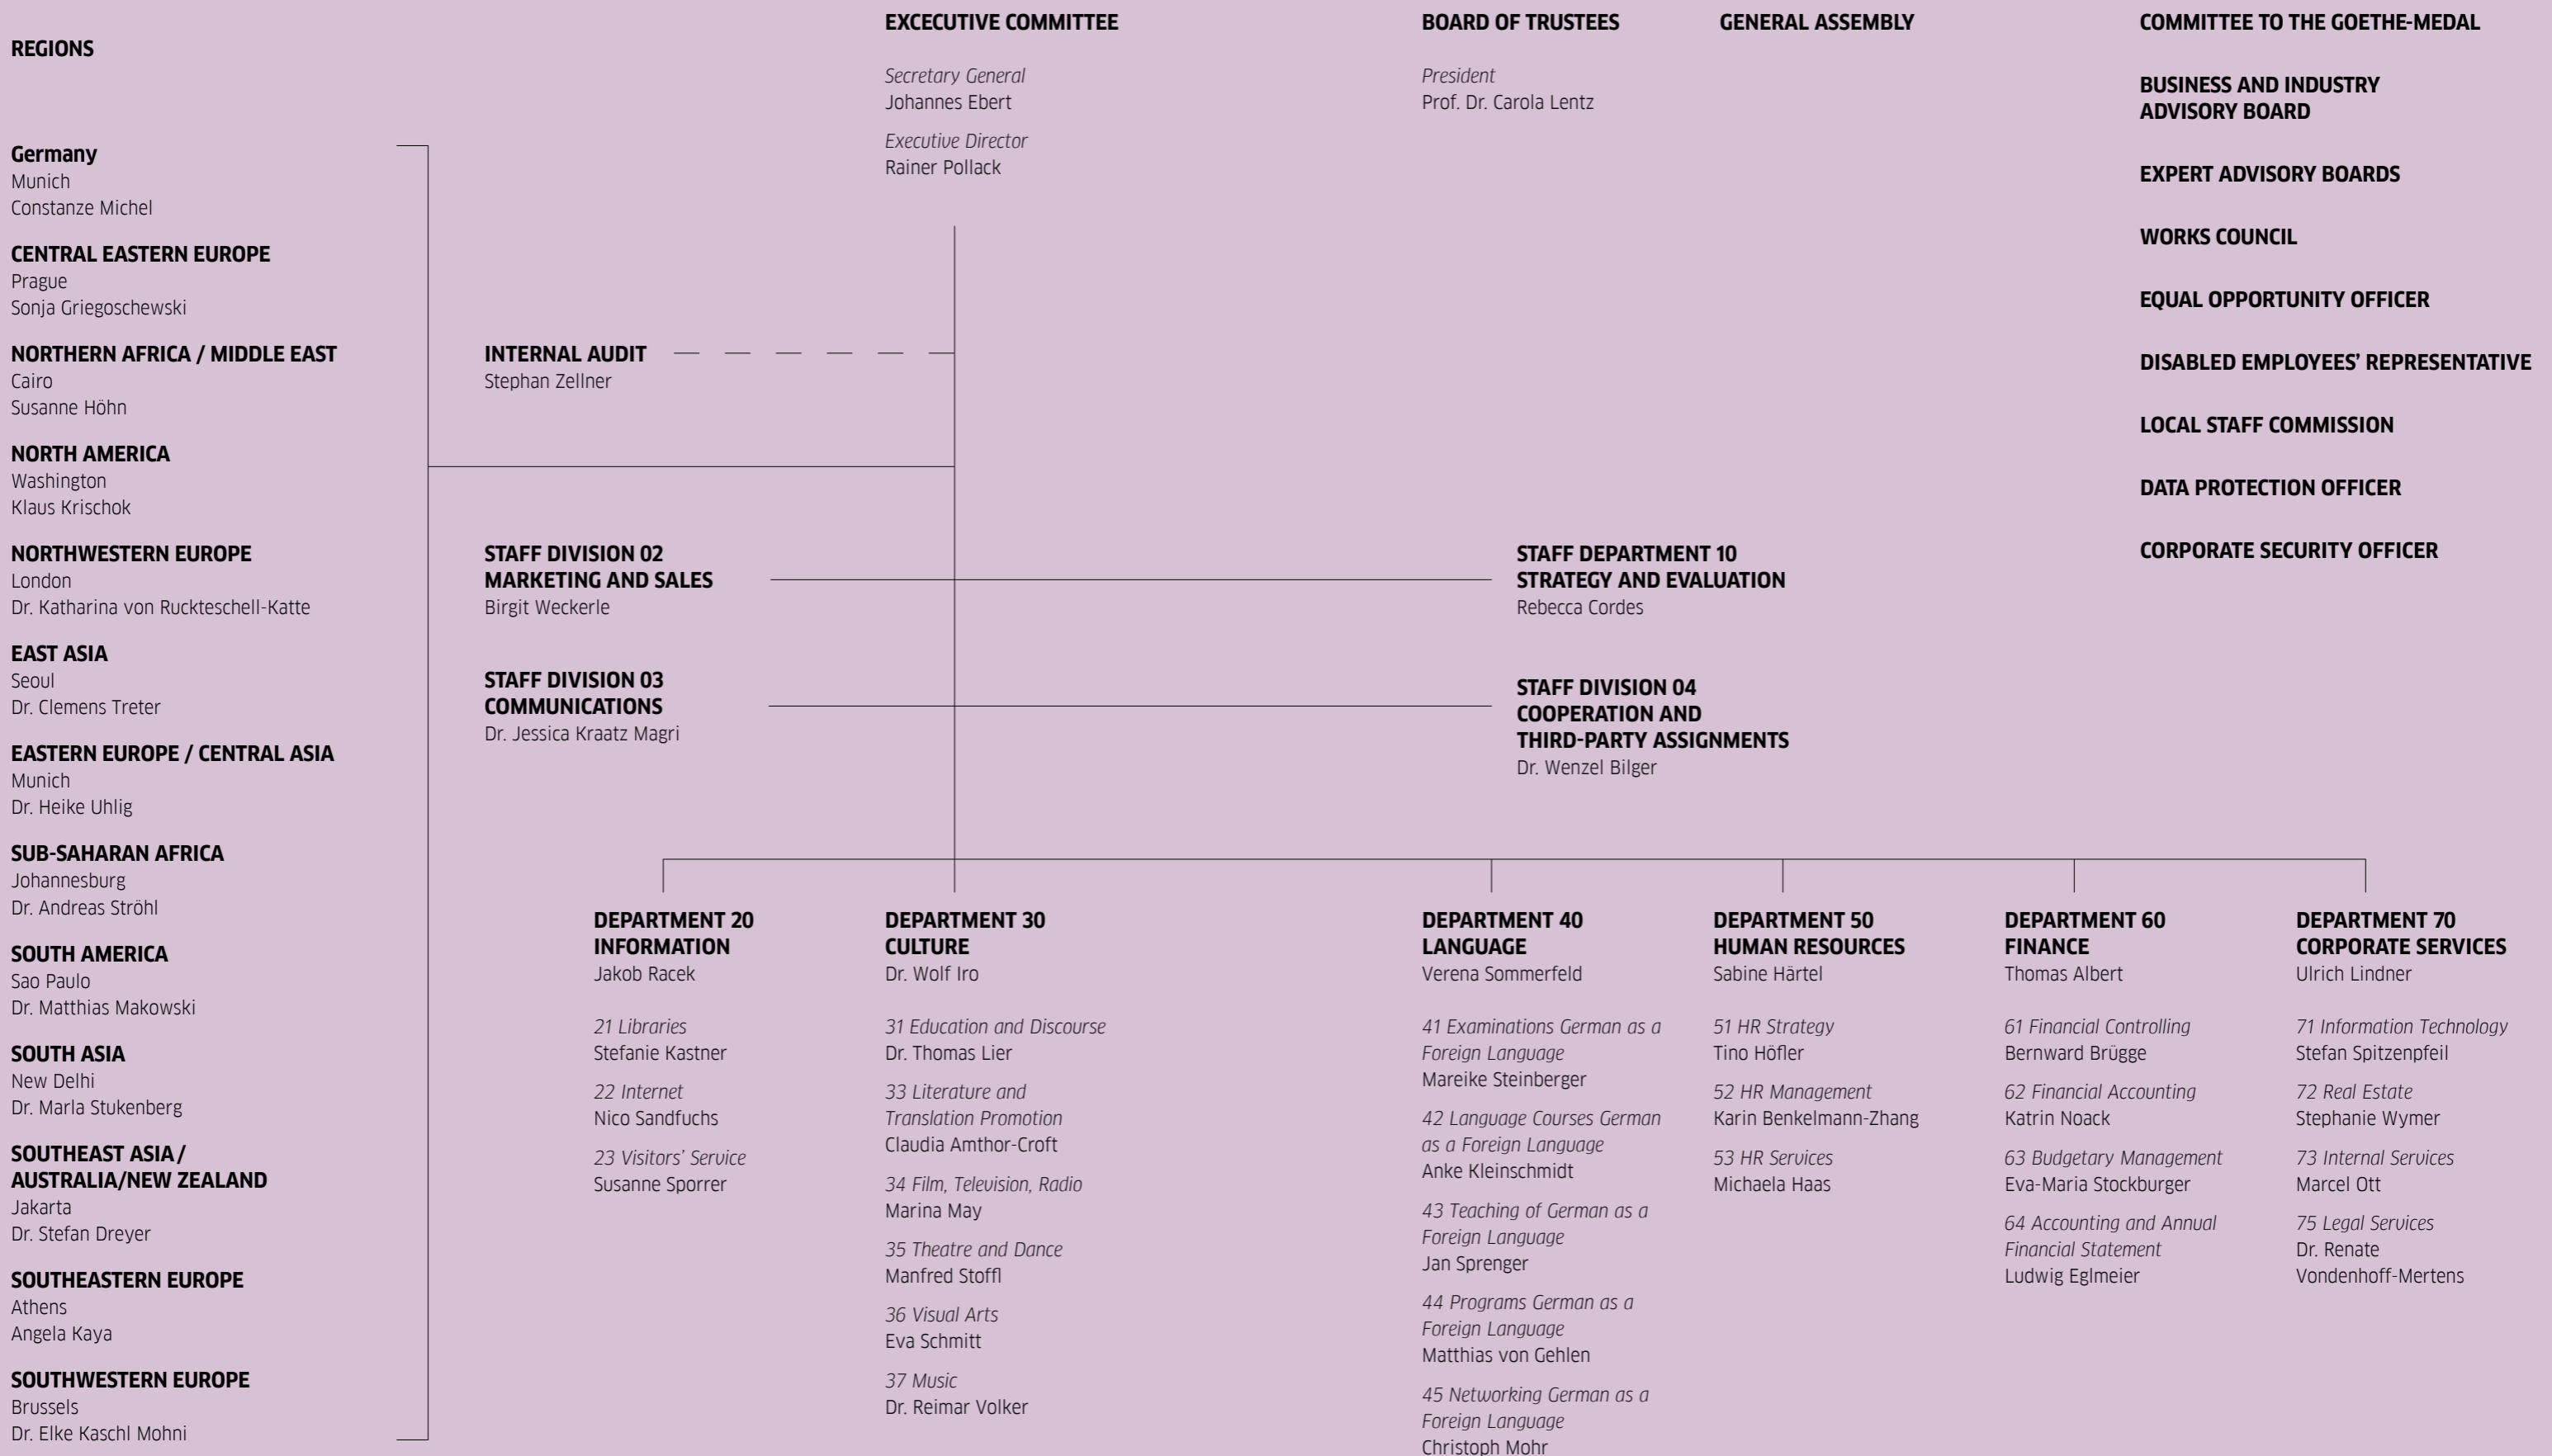 REGIONS
Germany
Munich
Constanze Michel
CENTRAL EASTERN EUROPE
Prague
Sonja Griegoschewski
NORTHERN AFRICA / MIDDLE EAST
Cairo
Susanne Höhn
NORTH AMERICA
Washington
Klaus Krischok
NORTHWESTERN EUROPE
London
Dr. Katharina von Ruckteschell-Katte
EAST ASIA
Seoul
Dr. Clemens Treter
EASTERN EUROPE / CENTRAL ASIA
Munich
Dr. Heike Uhlig
SUB-SAHARAN AFRICA
Johannesburg
Dr. Andreas Ströhl
SOUTH AMERICA
Sao Paulo
Dr. Matthias Makowski
SOUTH ASIA
New Delhi
Dr. Marla Stukenberg
SOUTHEAST ASIA/
AUSTRALIA/NEW ZEALAND
Jakarta
Dr. Stefan Dreyer
SOUTHEASTERN EUROPE
Athens
Angela Kaya
SOUTHWESTERN EUROPE
Brussels
Dr. Elke Kaschl Mohni
EXCECUTIVE COMMITTEE
Secretary General
Johannes Ebert
Executive Director
Rainer Pollack
BOARD OF TRUSTEES
President
Prof. Dr. Carola Lentz
GENERAL ASSEMBLY
COMMITTEE TO THE GOETHE-MEDAL
BUSINESS AND INDUSTRY
ADVISORY BOARD
EXPERT ADVISORY BOARDS
WORKS COUNCIL
EQUAL OPPORTUNITY OFFICER
DISABLED EMPLOYEES’ REPRESENTATIVE
LOCAL STAFF COMMISSION
DATA PROTECTION OFFICER
CORPORATE SECURITY OFFICER
INTERNAL AUDIT
Stephan Zellner
STAFF DIVISION 02
MARKETING AND SALES
Birgit Weckerle
STAFF DEPARTMENT 10
STRATEGY AND EVALUATION
Rebecca Cordes
STAFF DIVISION 03
COMMUNICATIONS
Dr. Jessica Kraatz Magri
STAFF DIVISION 04
COOPERATION AND
THIRD-PARTY ASSIGNMENTS
Dr. Wenzel Bilger
DEPARTMENT 20
INFORMATION
Jakob Racek
21 Libraries
Stefanie Kastner
22 Internet
Nico Sandfuchs
23 Visitors’ Service
Susanne Sporrer
DEPARTMENT 30
CULTURE
Dr. Wolf Iro
31 Education and Discourse
Dr. Thomas Lier
33 Literature and
Translation Promotion
Claudia Amthor-Croft
34 Film, Television, Radio
Marina May
35 Theatre and Dance
Manfred Stoffl
36 Visual Arts
Eva Schmitt
37 Music
Dr. Reimar Volker
DEPARTMENT 40
LANGUAGE
Verena Sommerfeld
41 Examinations German as a
Foreign Language
Mareike Steinberger
42 Language Courses German
as a Foreign Language
Anke Kleinschmidt
43 Teaching of German as a
Foreign Language
Jan Sprenger
44 Programs German as a
Foreign Language
Matthias von Gehlen
45 Networking German as a
Foreign Language
Christoph Mohr
DEPARTMENT 50
HUMAN RESOURCES
Sabine Härtel
51 HR Strategy
Tino Höfler
52 HR Management
Karin Benkelmann-Zhang
53 HR Services
Michaela Haas
DEPARTMENT 60
FINANCE
Thomas Albert
61 Financial Controlling
Bernward Brügge
62 Financial Accounting
Katrin Noack
63 Budgetary Management
Eva-Maria Stockburger
64 Accounting and Annual
Financial Statement
Ludwig Eglmeier
DEPARTMENT 70
CORPORATE SERVICES
Ulrich Lindner
71 Information Technology
Stefan Spitzenpfeil
72 Real Estate
Stephanie Wymer
73 Internal Services
Marcel Ott
75 Legal Services
Dr. Renate
Vondenhoff-Mertens